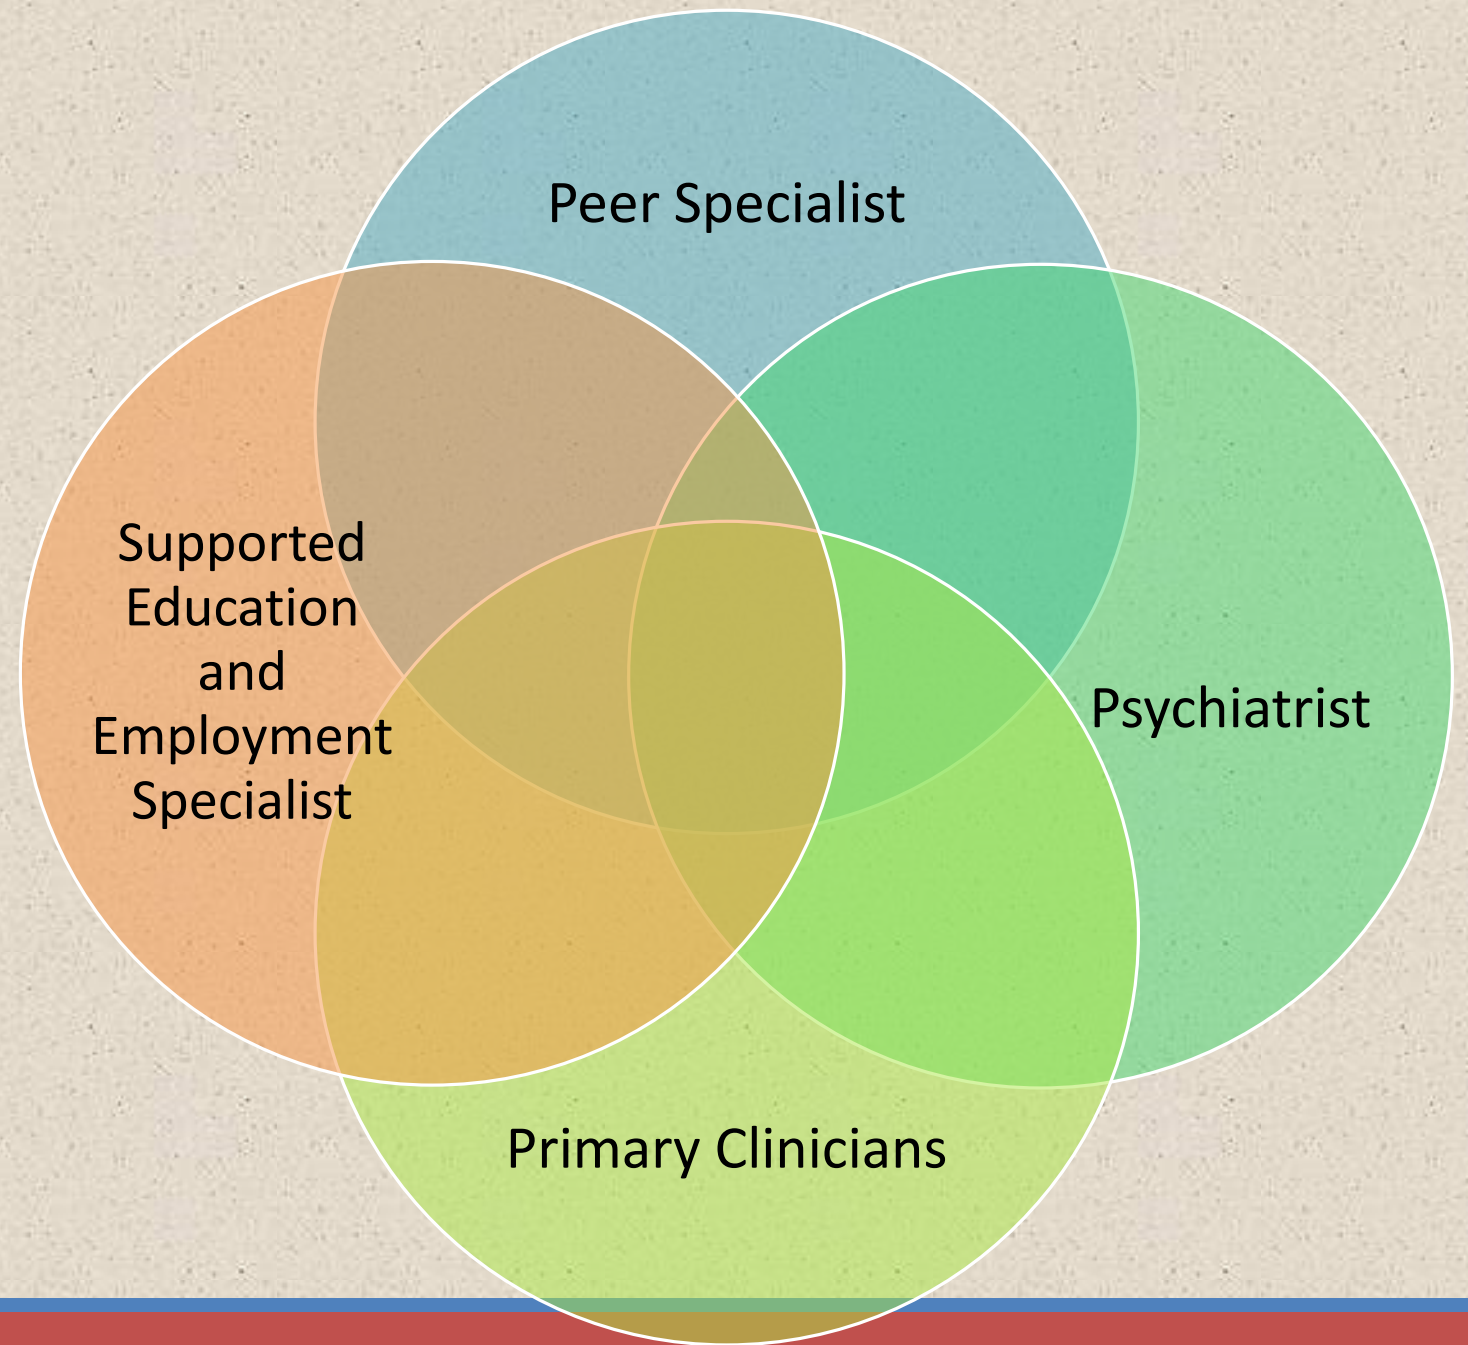 Peer Specialist
Supported
Education
and
Employment
Specialist
Psychiatrist
Primary Clinicians